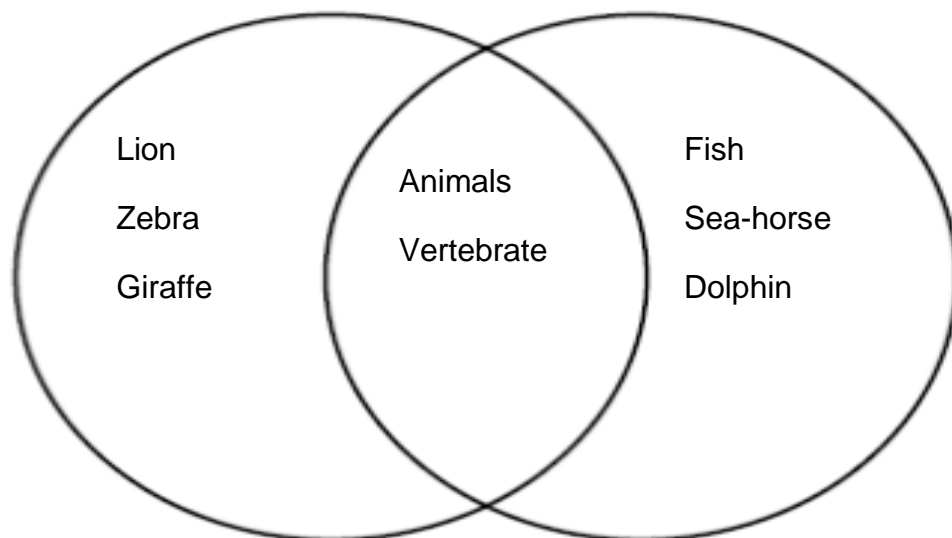 Lion
Zebra
Giraffe
Animals
Vertebrate
Fish
Sea-horse
Dolphin